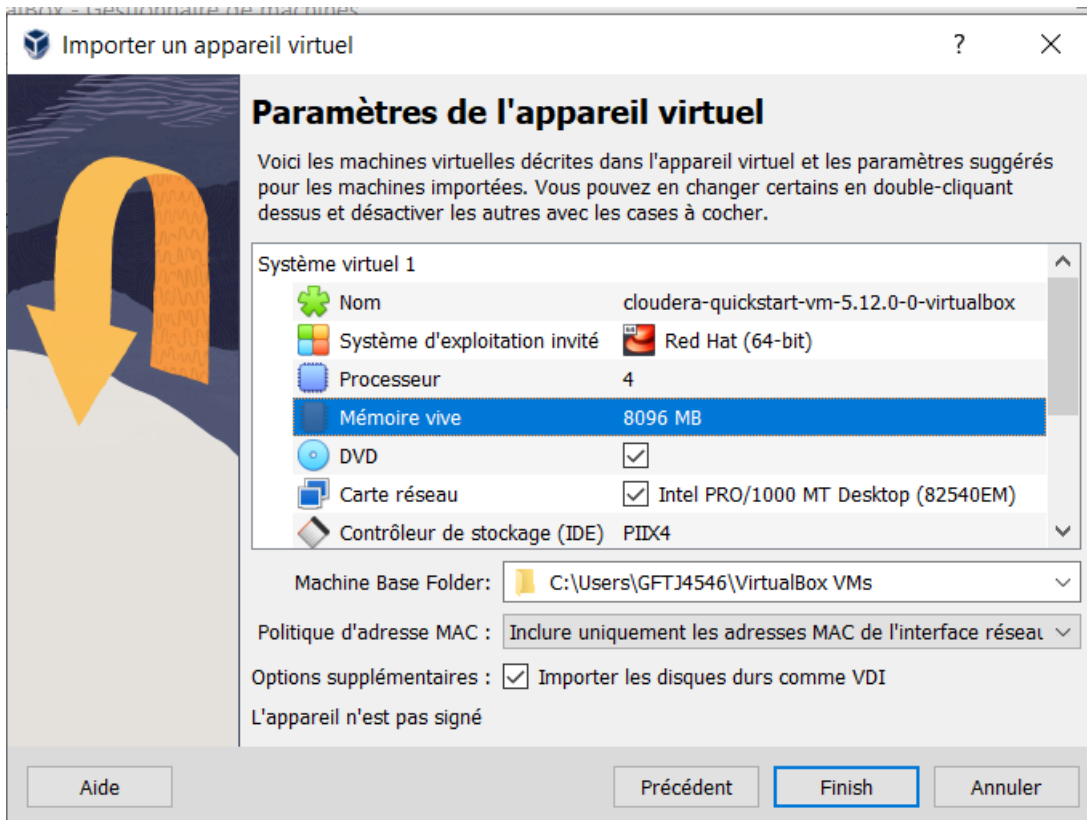 alBox - Gestionnaire de machines
Importer un appareil virtuel ?
Paramètres de l'appareil virtuel
Voici les machines virtuelles décrites dans l'appareil virtuel et les paramètres suggérés
pour les machines importées. Vous pouvez en changer certains en double-cliquant
dessus et désactiver les autres avec les cases à cocher.
Système virtuel 1
Nom cloudera-quickstart-vm-5.12.0-0-virtualbox
Système d'exploitation invité Red Hat (64-bit)
Processeur 4
Mémoire vive 8096 MB
DVD
Carte réseau Intel PRO/1000 MT Desktop (82540EM)
Contrôleur de stockage (IDE) PIIX4
Machine Base Folder: C:\Users\GFTJ4546\VirtualBox VMs
Politique d'adresse MAC : Inclure uniquement les adresses MAC de l'interface réseau
Options supplémentaires : Importer les disques durs comme VDI
L'appareil n'est pas signé
Aide Précédent Finish Annuler